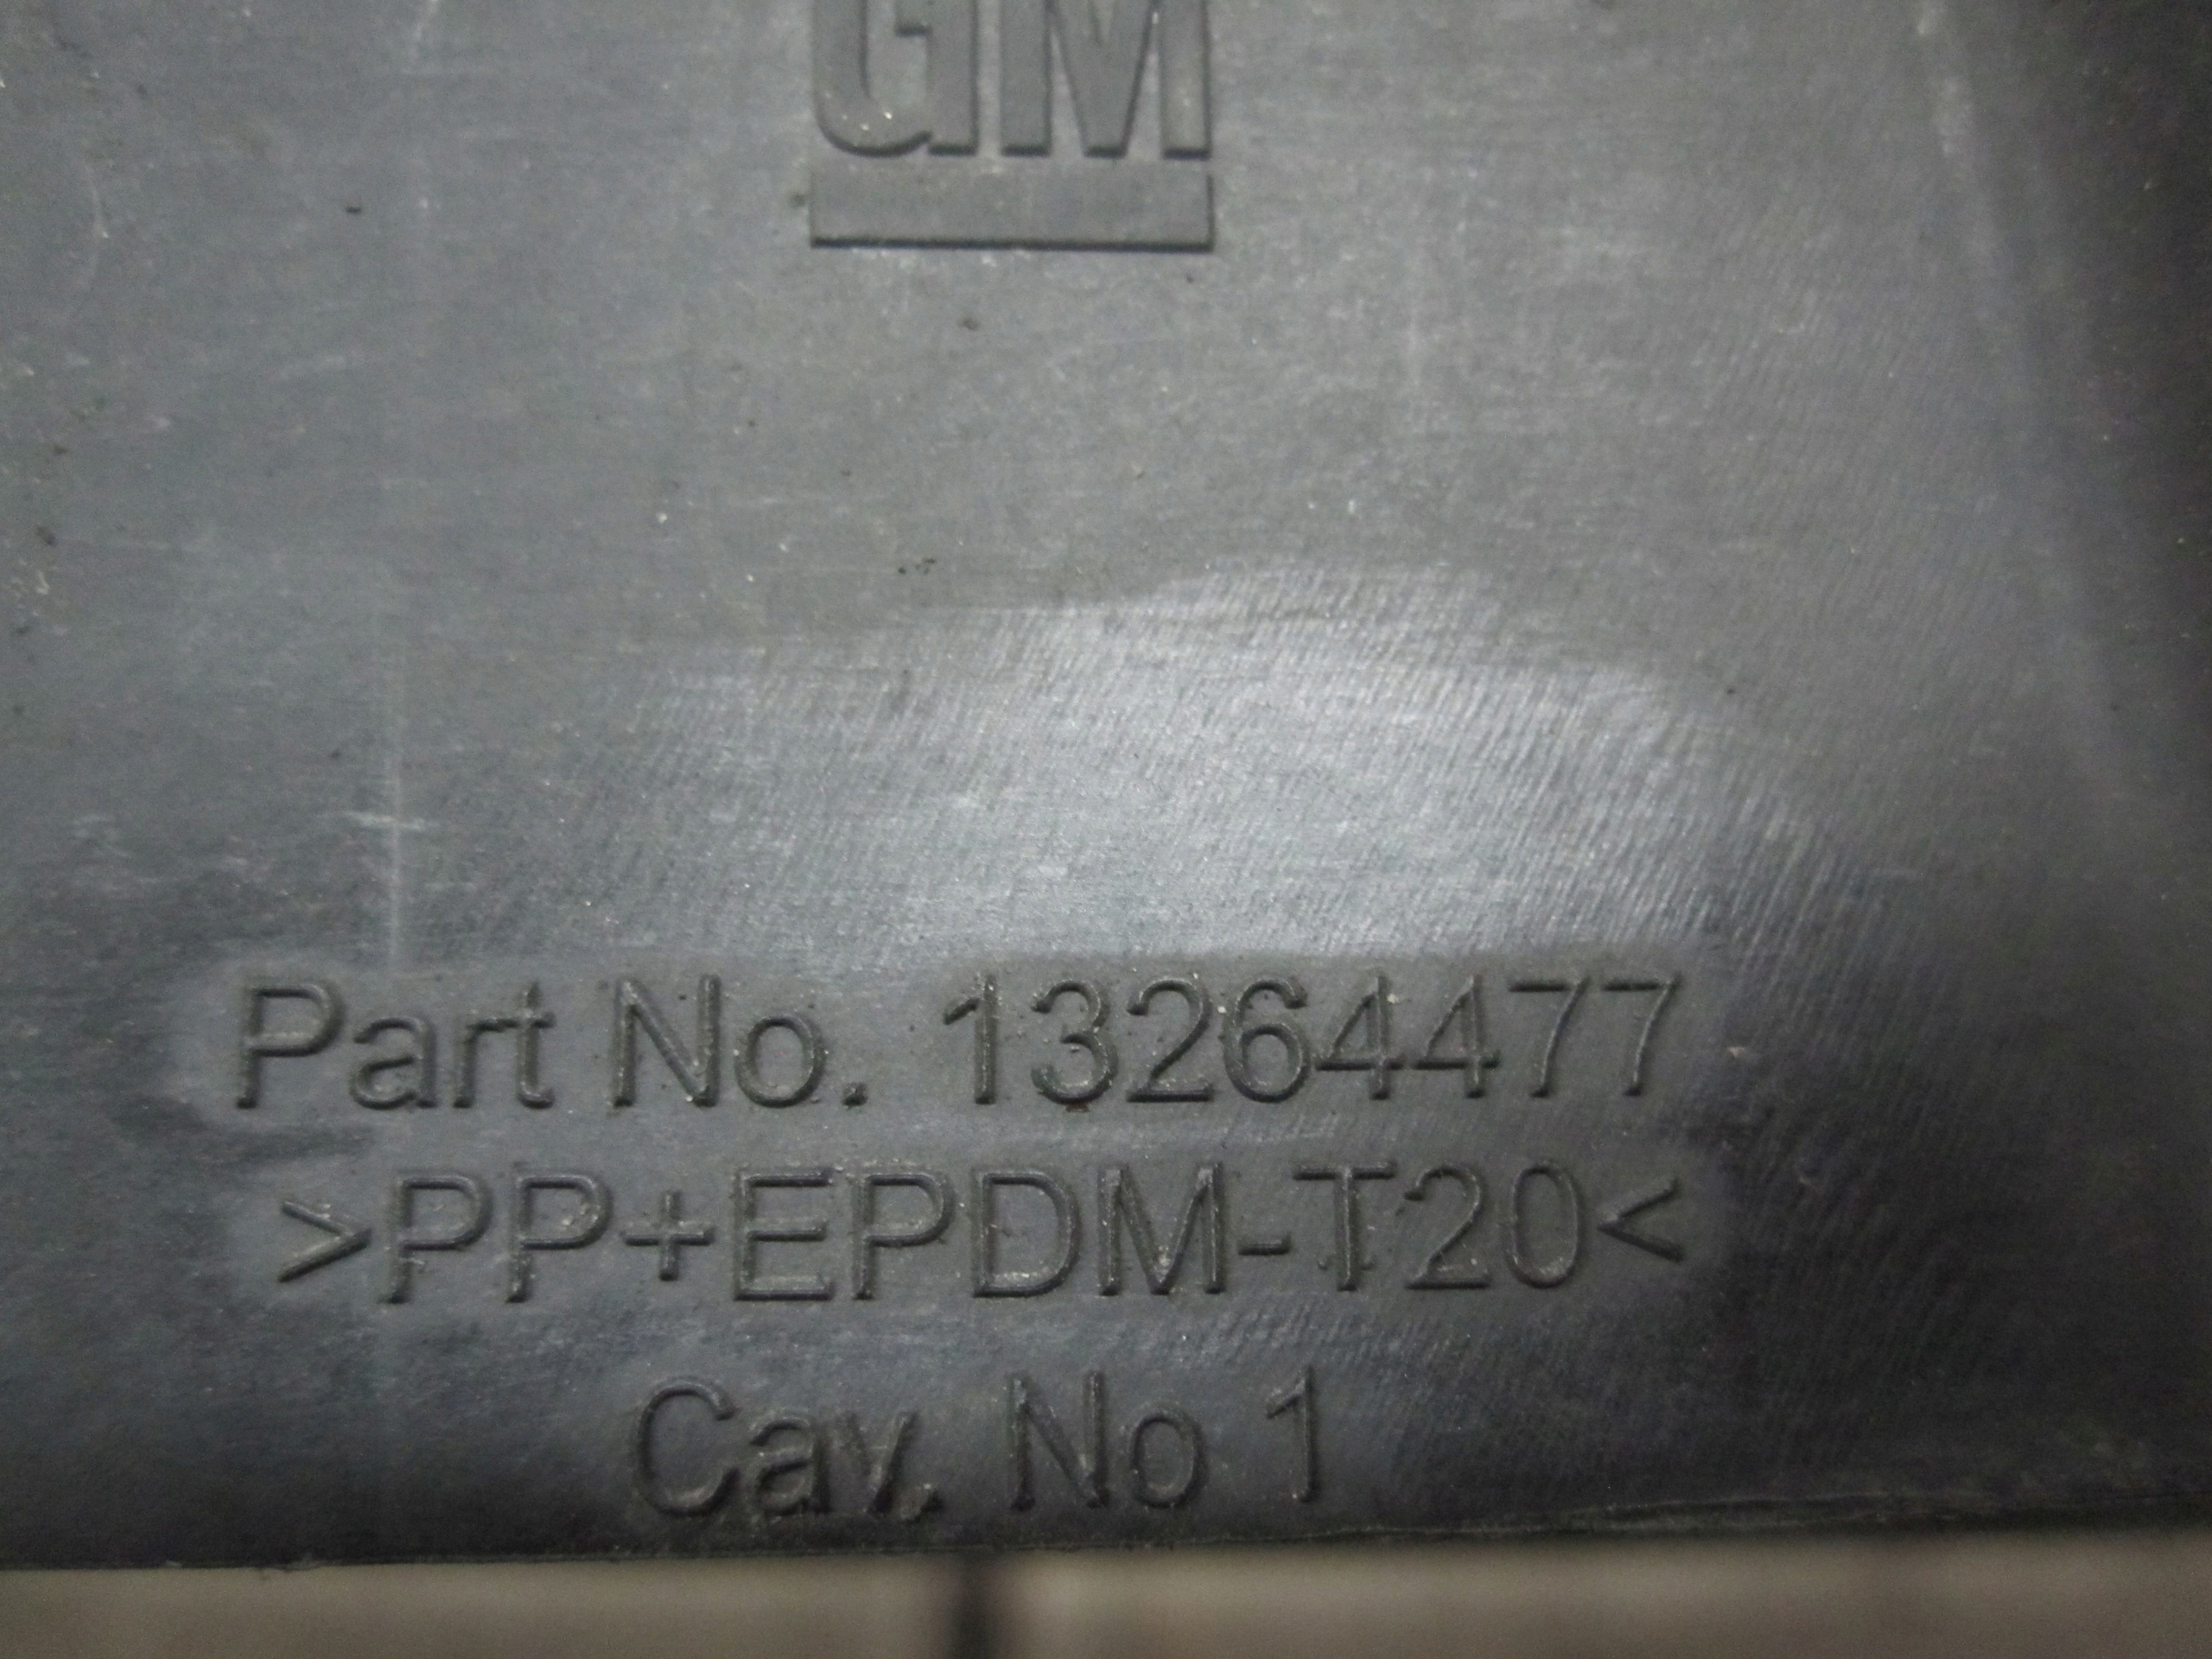 GM
Part No. 13264477
>PP+EPDM-T20<
Cav. No 1